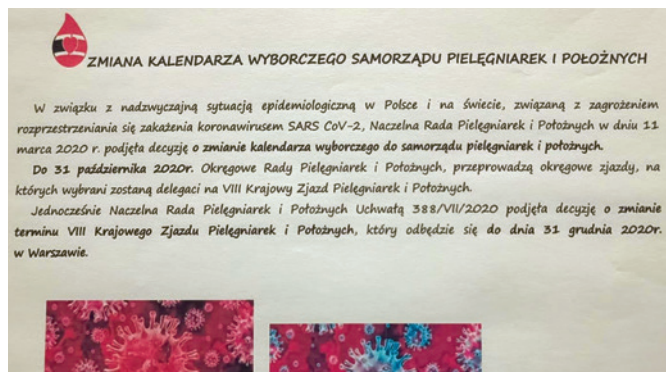 ZMIANA KALENDARZA WYBORCZEGO SAMORZĄDU PIELĘGNIAREK I POŁOŻNYCH
W związku z nadzwyczajną sytuacją epidemiologiczną w Polsce i na świecie, związaną z zagrożeniem
rozprzestrzeniania się zakażenia koronawirusem SARS CoV-2, Naczelna Rada Pielęgniarek i Położnych w dniu 11
marca 2020 r. podjęta decyzję o zmianie kalendarza wyborczego do samorządu pielęgniarek i położnych.
Do 31 października 2020r. Okręgowe Rady Pielęgniarek i Położnych, przeprowadzą okręgowe zjazdy, na
których wybrani zostaną delegaci na VIII Krajowy Zjazd Pielęgniarek i Położnych.
Jednocześnie Naczelna Rada Pielęgniarek i Położnych Uchwałą 388/VII/2020 podjęła decyzję o zmianie
terminu VIII Krajowego Zjazdu Pielęgniarek i Położnych, który odbędzie się do dnia 31 grudnia 2020r.
w Warszawie.